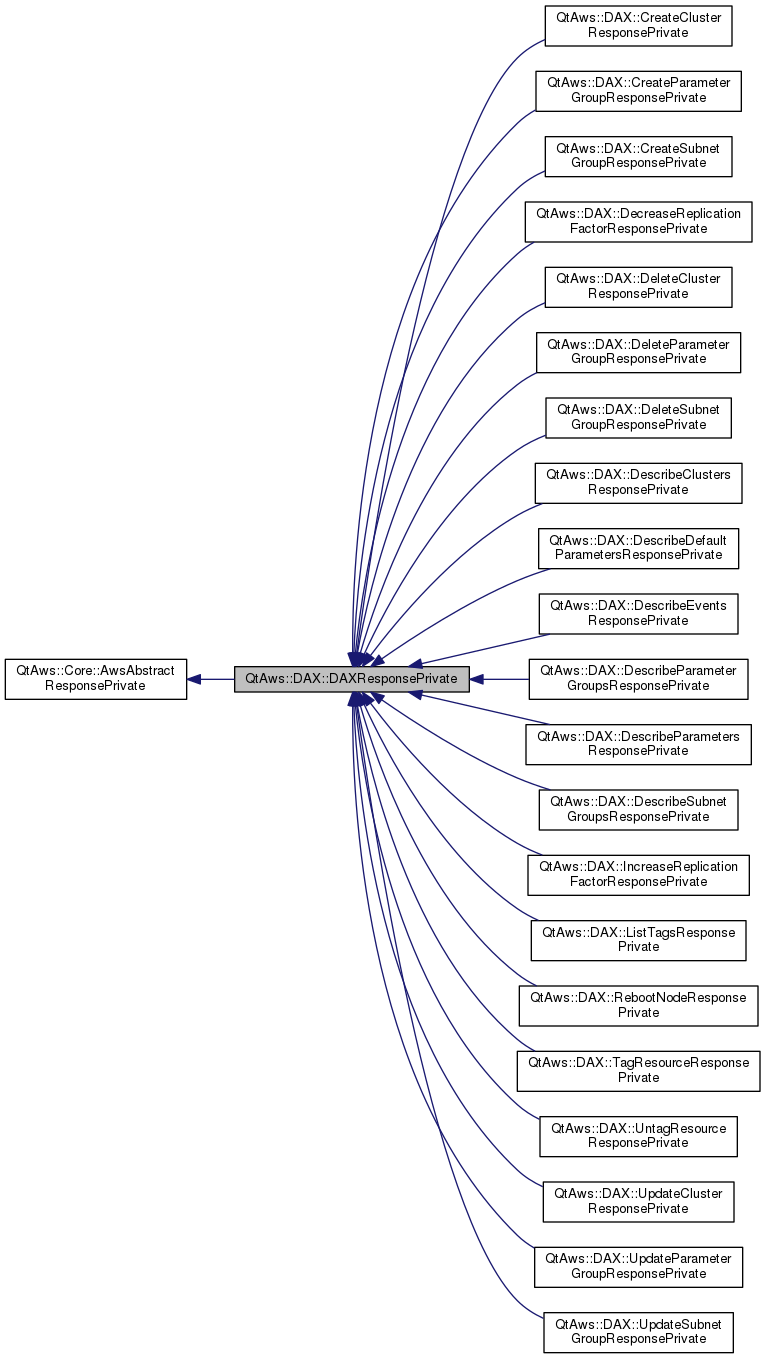 QtAws::DAX::CreateCluster
ResponsePrivate
QtAws::DAX::CreateParameter
GroupResponsePrivate
QtAws::DAX::CreateSubnet
GroupResponsePrivate
QtAws::DAX::DecreaseReplication
FactorResponsePrivate
QtAws::DAX::DeleteCluster
ResponsePrivate
QtAws::DAX::DeleteParameter
GroupResponsePrivate
QtAws::DAX::DeleteSubnet
GroupResponsePrivate
QtAws::DAX::DescribeClusters
ResponsePrivate
QtAws::DAX::DescribeDefault
ParametersResponsePrivate
QtAws::DAX::DescribeEvents
ResponsePrivate
QtAws::Core::AwsAbstract
ResponsePrivate
QtAws::DAX::DAXResponsePrivate
QtAws::DAX::DescribeParameter
GroupsResponsePrivate
QtAws::DAX::DescribeParameters
ResponsePrivate
QtAws::DAX::DescribeSubnet
GroupsResponsePrivate
QtAws::DAX::IncreaseReplication
FactorResponsePrivate
QtAws::DAX::ListTagsResponse
Private
QtAws::DAX::RebootNodeResponse
Private
QtAws::DAX::TagResourceResponse
Private
QtAws::DAX::UntagResource
ResponsePrivate
QtAws::DAX::UpdateCluster
ResponsePrivate
QtAws::DAX::UpdateParameter
GroupResponsePrivate
QtAws::DAX::UpdateSubnet
GroupResponsePrivate